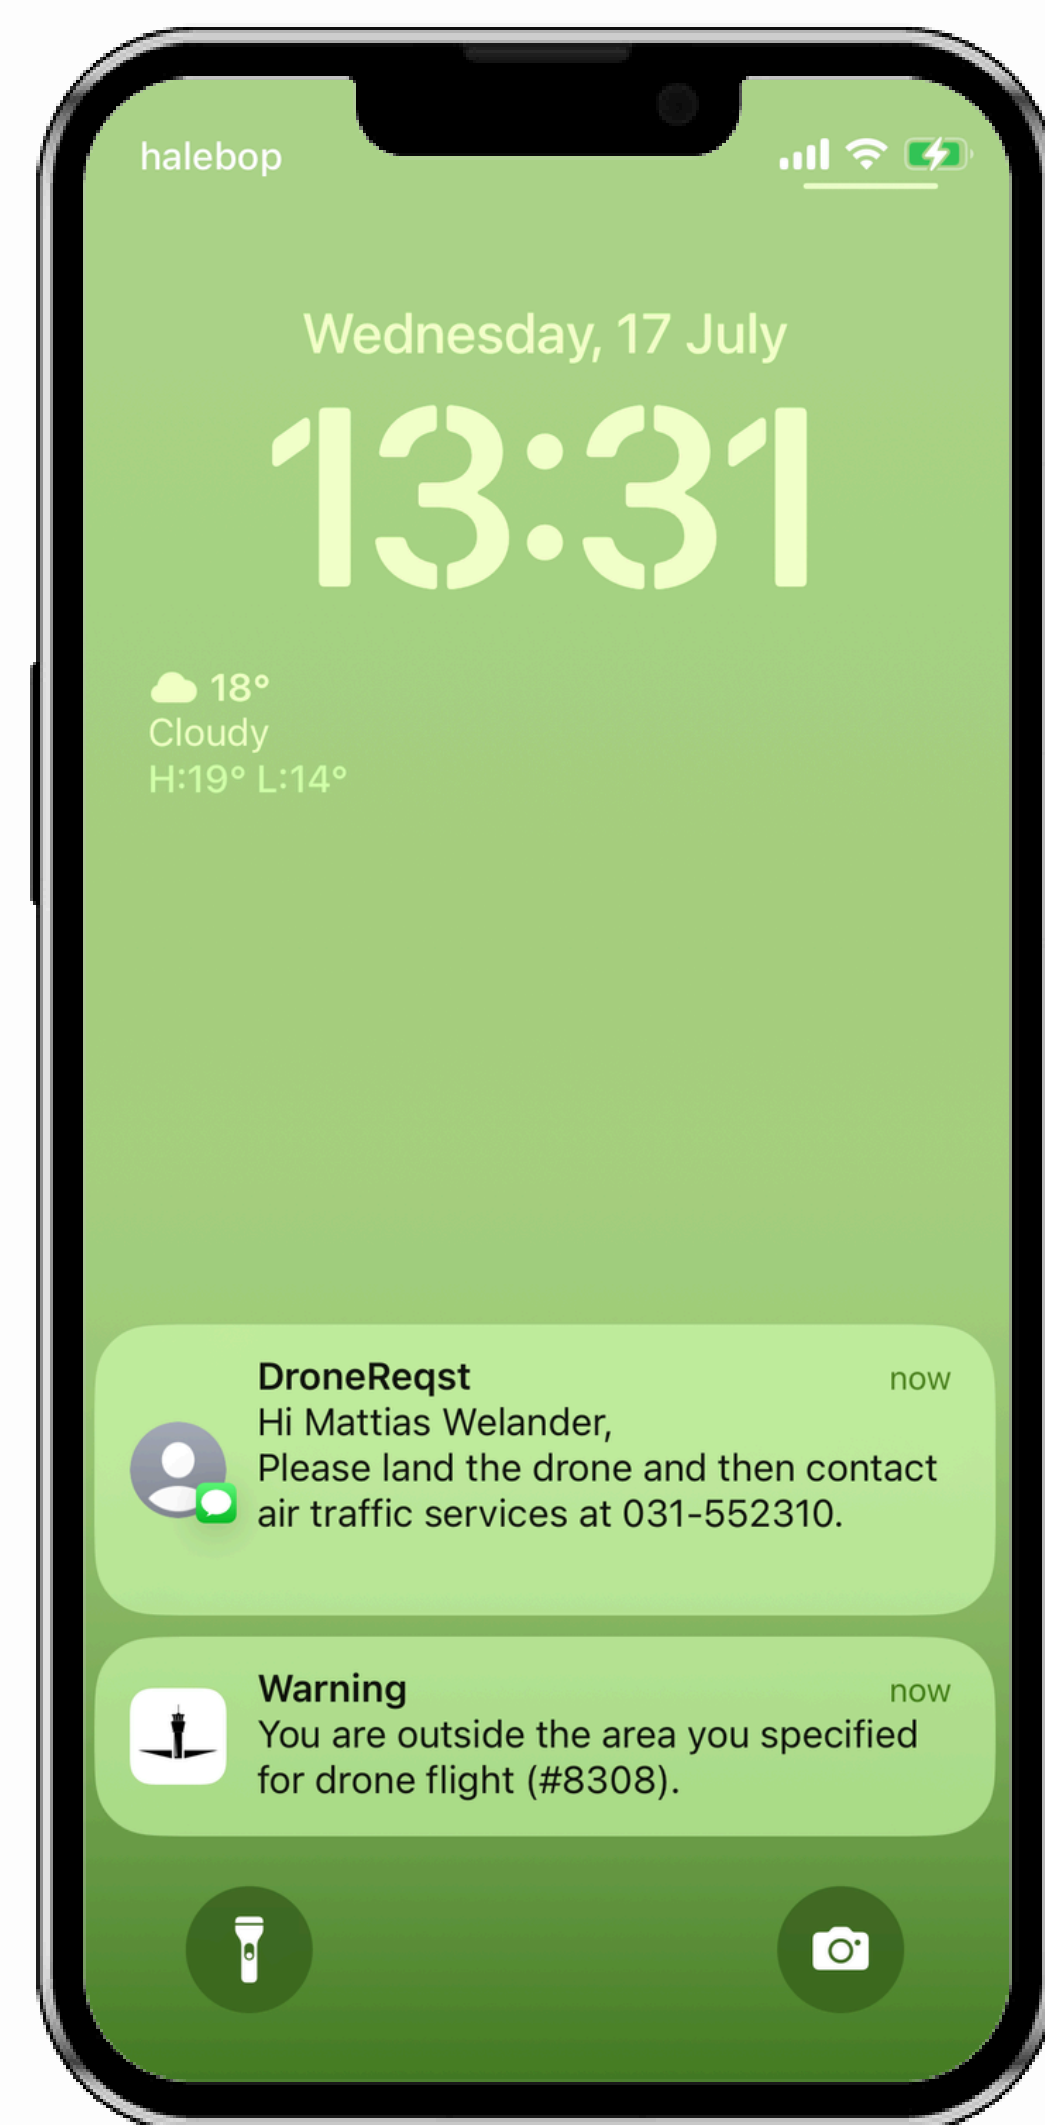 halebop
Wednesday, 17 July
13:31
18°
Cloudy
H:19° L:14°
DroneReqst
now
Hi Mattias Welander,
Please land the drone and then contact
air traffic services at 031-552310.
Warning
now
You are outside the area you specified
for drone flight (#8308).